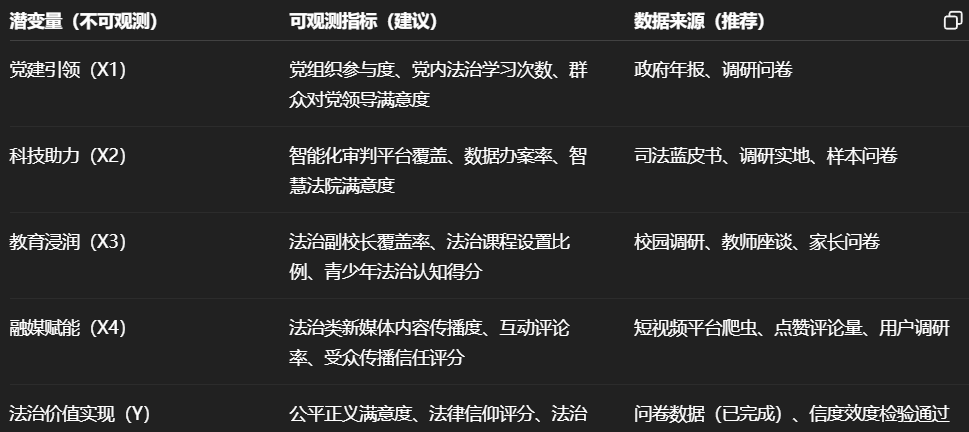 潜变量（不可观测）
可观测指标（建议）
数据来源（推荐）
党建引领（X1）
党组织参与度、党内法治学习次数、群
众对党领导满意度
政府年报、调研问卷
科技助力（X2）
智能化审判平台覆盖、数据办案率、智
慧法院满意度
司法蓝皮书、调研实地、样本问卷
教育浸润（X3）
法治副校长覆盖率、法治课程设置比
例、青少年法治认知得分
校园调研、教师座谈、家长问卷
融媒赋能（X4）
法治类新媒体内容传播度、互动评论
率、受众传播信任评分
短视频平台爬虫、点赞评论量、用户调研
法治价值实现（Y）
公平正义满意度、法律信仰评分、法治
问卷数据（已完成）、信度效度检验通过